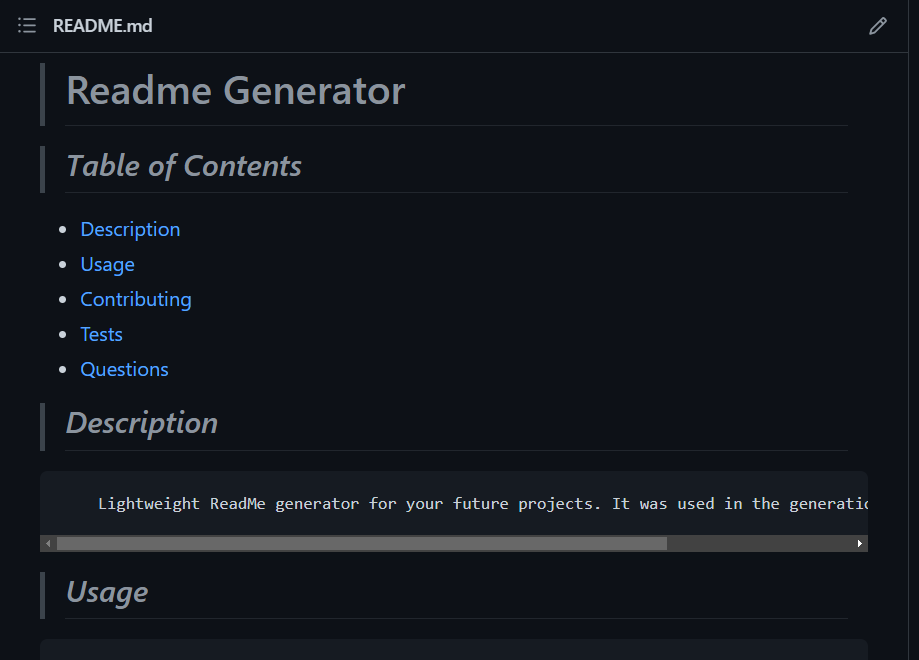 README.md
Readme Generator
Table of Contents
Description
Usage
Contributing
Tests
Questions
Description
Lightweight ReadMe generator for your future projects. It was used in the generatio
Usage